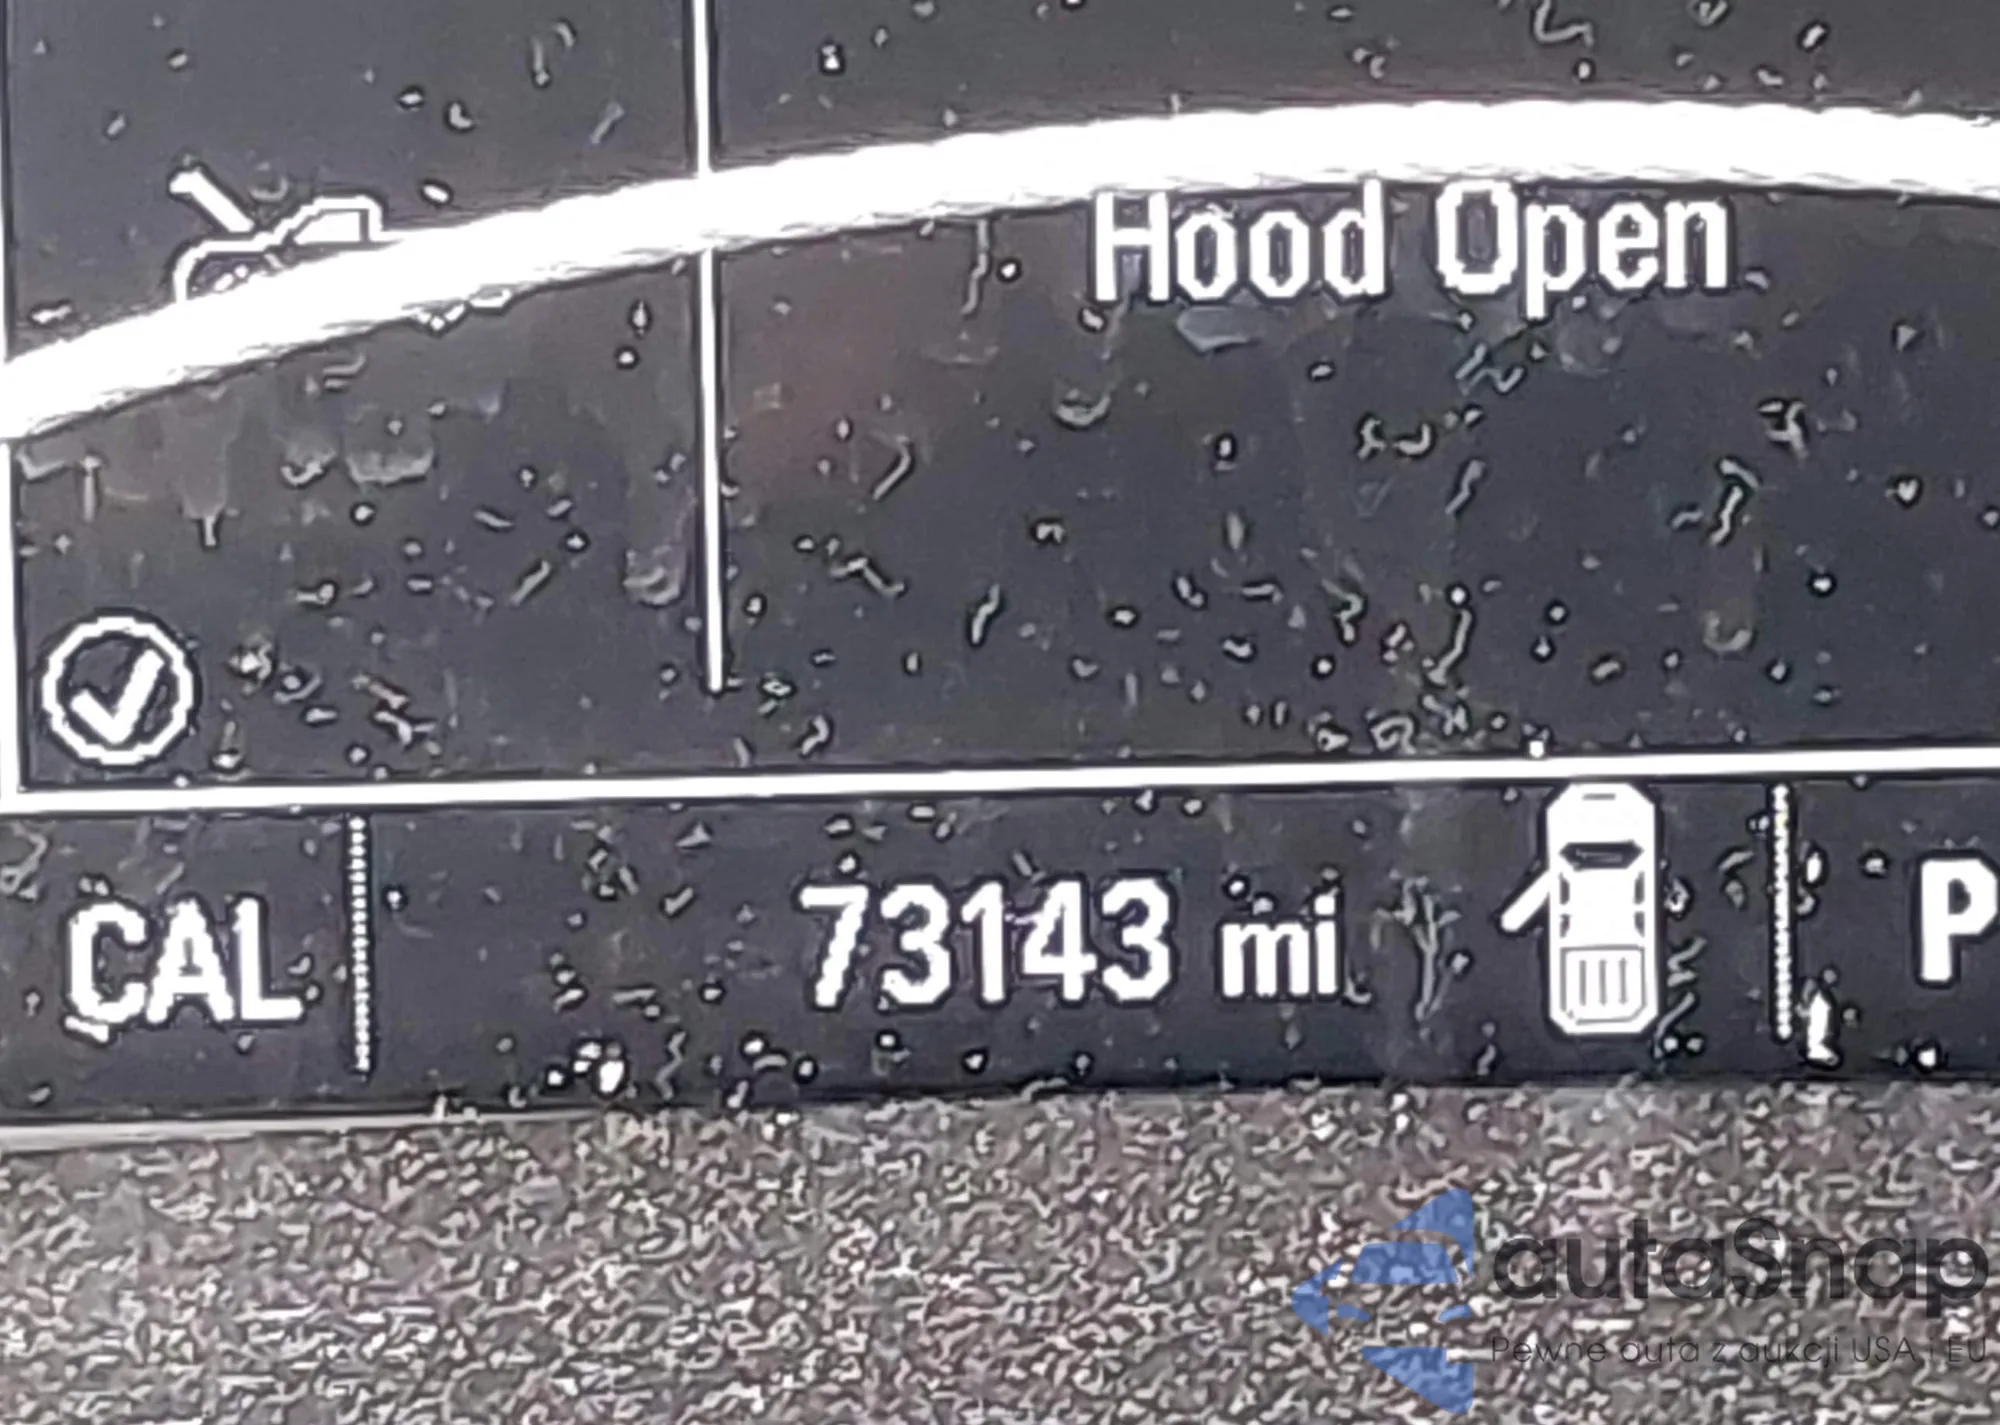 Hood Open
CAL
73143 mi
P
autaSnap
Pewne auta z aukcji USA i EU